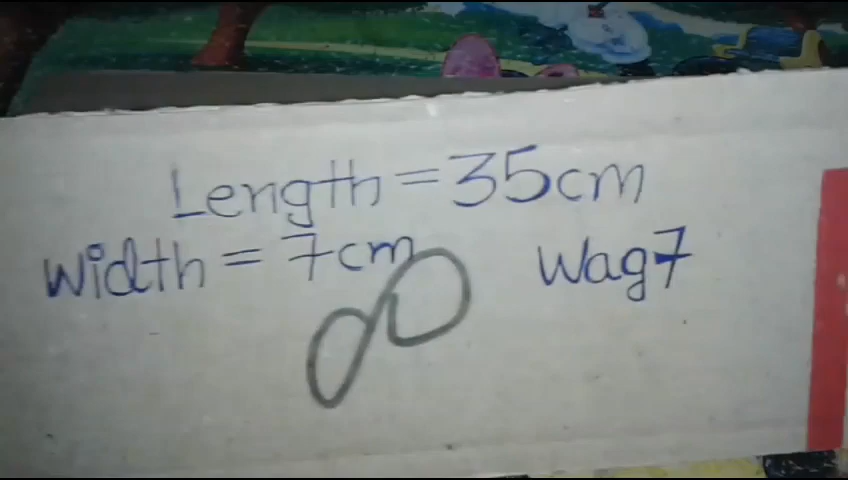 Length = 35cm
Width = 7cm
Wag7